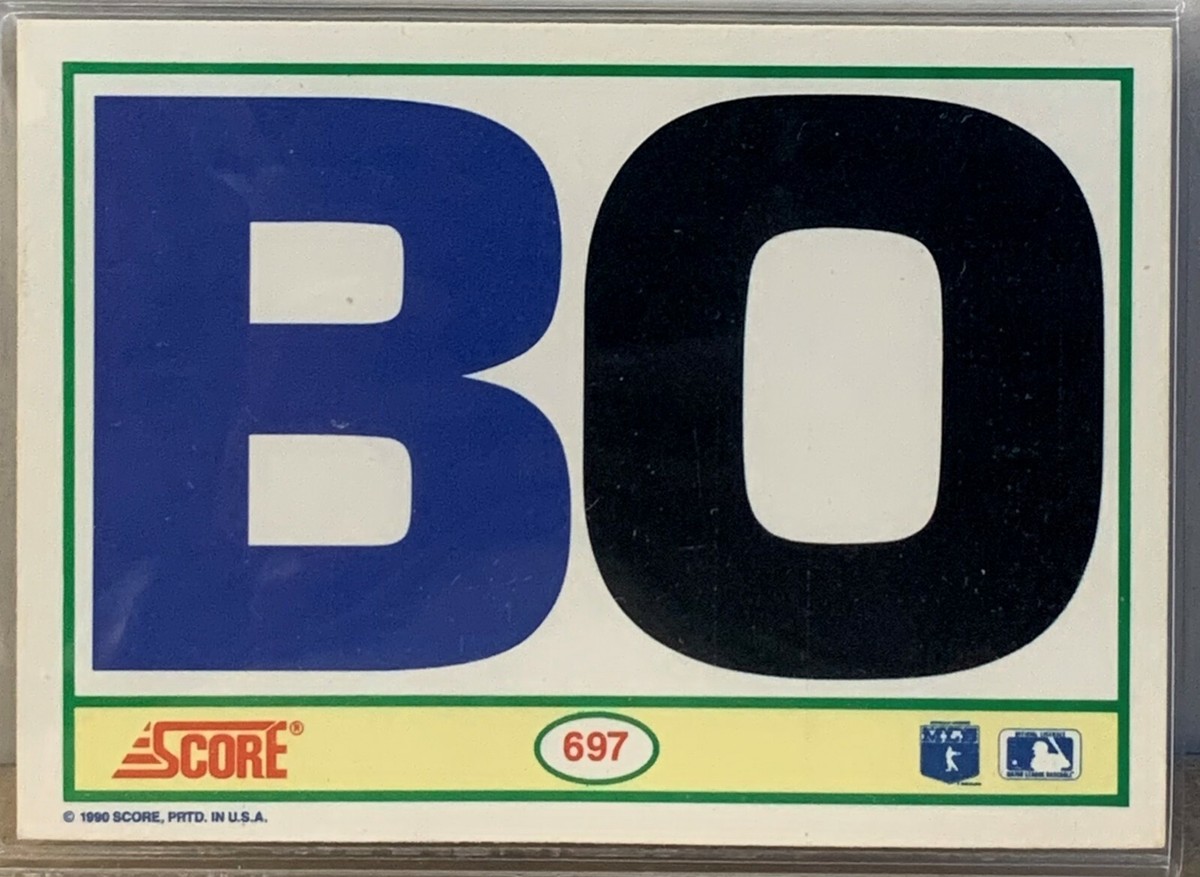 BO
SCORE®
697
© 1990 SCORE, PRTD. IN U.S.A.